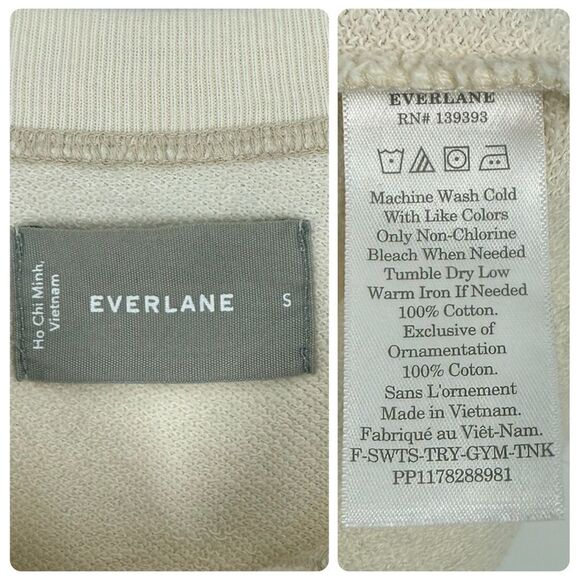 Ho Chi Minh,
Vietnam
EVERLANE
S
EVERLANE
RN# 139393
Machine Wash Cold
With Like Colors
Only Non-Chlorine
Bleach When Needed
Tumble Dry Low
Warm Iron If Needed
100% Cotton.
Exclusive of
Ornamentation
100% Coton.
Sans L'ornement
Made in Vietnam.
Fabriqué au Viêt-Nam.
F-SWTS-TRY-GYM-TNK
PP1178288981